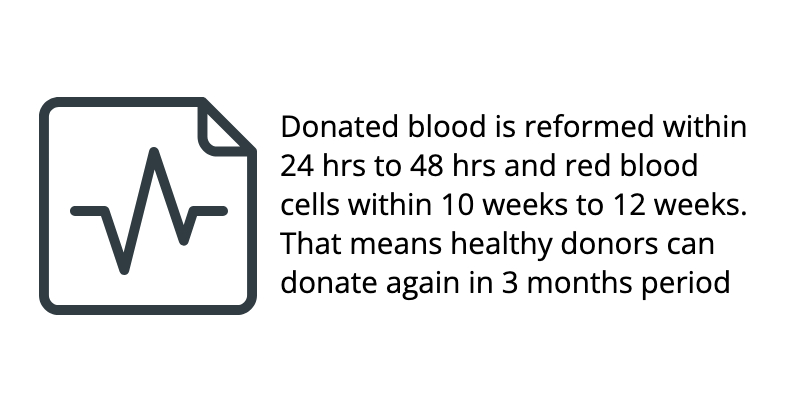 Donated blood is reformed within
24 hrs to 48 hrs and red blood
cells within 10 weeks to 12 weeks.
That means healthy donors can
donate again in 3 months period